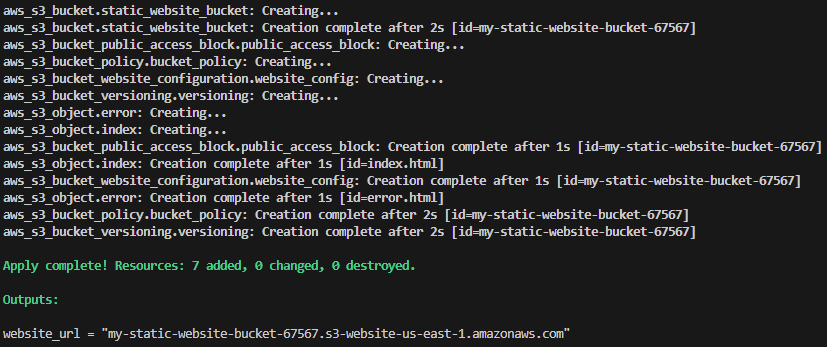 aws_s3_bucket.static_website_bucket: Creating...
aws_s3_bucket.static_website_bucket: Creation complete after 2s [id=my-static-website-bucket-67567]
aws_s3_bucket_public_access_block.public_access_block: Creating...
aws_s3_bucket_policy.bucket_policy: Creating...
aws_s3_bucket_website_configuration.website_config: Creating...
aws_s3_bucket_versioning.versioning: Creating...
aws_s3_object.error: Creating...
aws_s3_object.index: Creating...
aws_s3_bucket_public_access_block.public_access_block: Creation complete after 1s [id=my-static-website-bucket-67567]
aws_s3_object.index: Creation complete after 1s [id=index.html]
aws_s3_bucket_website_configuration.website_config: Creation complete after 1s [id=my-static-website-bucket-67567]
aws_s3_object.error: Creation complete after 1s [id=error.html]
aws_s3_bucket_policy.bucket_policy: Creation complete after 2s [id=my-static-website-bucket-67567]
aws_s3_bucket_versioning.versioning: Creation complete after 2s [id=my-static-website-bucket-67567]
Apply complete! Resources: 7 added, 0 changed, 0 destroyed.
Outputs:
website_url = "my-static-website-bucket-67567.s3-website-us-east-1.amazonaws.com"